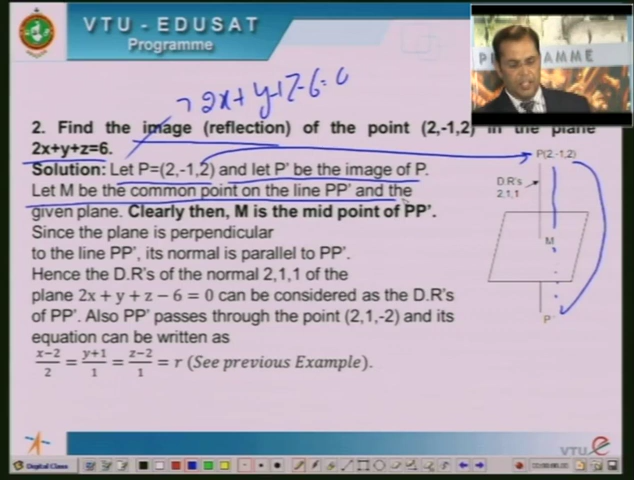 VTU - EDUSAT
Programme
P    AMME
2x+y+z-6=0
2. Find the image (reflection) of the point (2,-1,2) in the plane
2x+y+z=6.
Solution: Let P=(2,-1,2) and let P' be the image of P.
Let M be the common point on the line PP' and the
given plane. Clearly then, M is the mid point of PP'.
Since the plane is perpendicular
to the line PP', its normal is parallel to PP'.
Hence the D.R's of the normal 2,1,1 of the
plane 2x + y + z − 6 = 0 can be considered as the D.R's
of PP'. Also PP' passes through the point (2,1,-2) and its
equation can be written as
x−2/2 = y+1/1 = z−2/1 = r (See previous Example).
P(2,-1,2)
D.R's
2,1,1
M
P'
VTU e
Digital Class